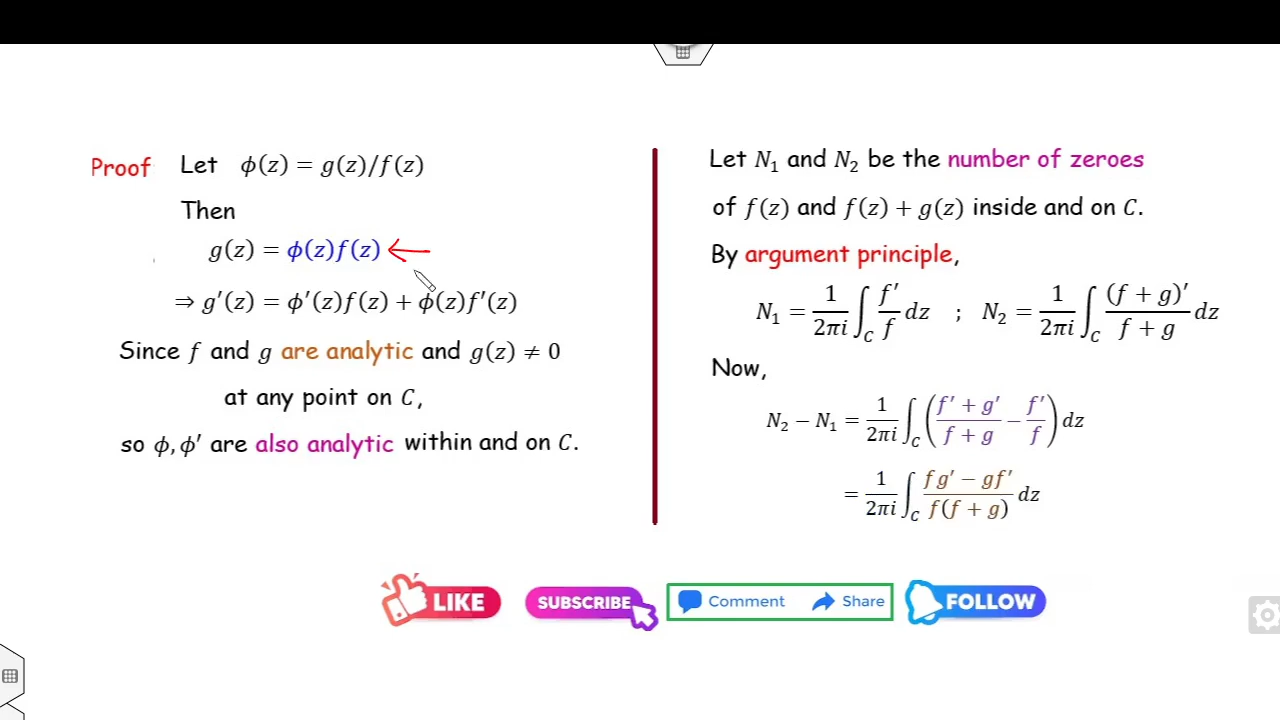 Proof Let ϕ(z) = g(z)/f(z)
Then
g(z) = ϕ(z)f(z)
⇒ g′(z) = ϕ′(z)f(z) + ϕ(z)f′(z)
Since f and g are analytic and g(z) ≠ 0
at any point on C,
so ϕ, ϕ′ are also analytic within and on C.
Let N₁ and N₂ be the number of zeroes
of f(z) and f(z) + g(z) inside and on C.
By argument principle,
N₁ = 1/2πi ∫_C f′/f dz ; N₂ = 1/2πi ∫_C (f + g)′/f + g dz
Now,
N₂ − N₁ = 1/2πi ∫_C (f′ + g′/f + g − f′/f) dz
= 1/2πi ∫_C fg′ − gf′/f(f + g) dz
LIKE SUBSCRIBE Comment Share FOLLOW